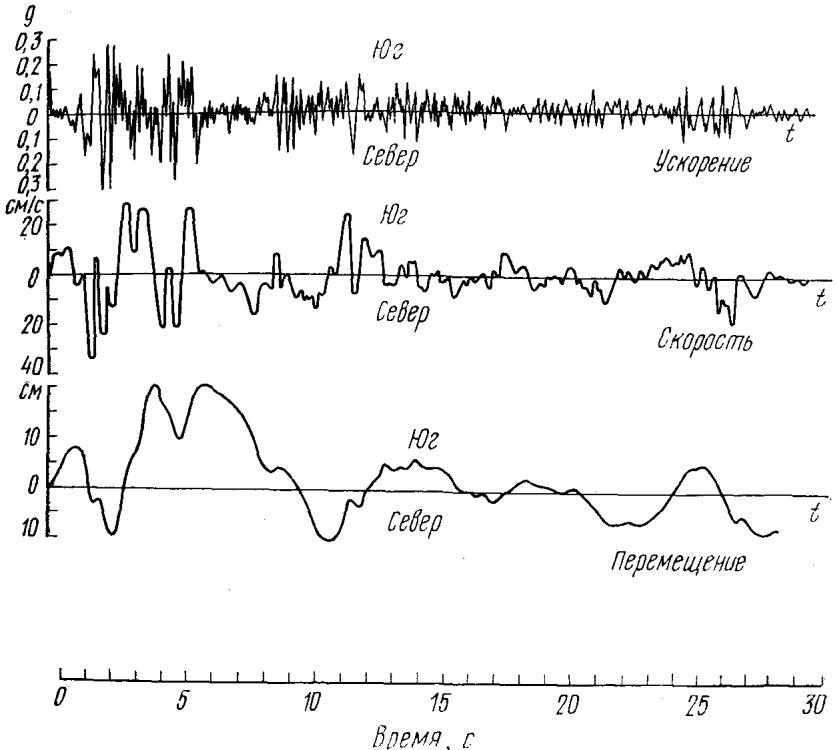 g
0,3
Юг
0,2
0,1
0
t
0,1
Север
Ускорение
0,2
0,3
см/с
20
Юг
0
t
Север
20
Скорость
40
см
10
Юг
0
t
10
Север
Перемещение
0 5 10 15 20 25 30
Время, с